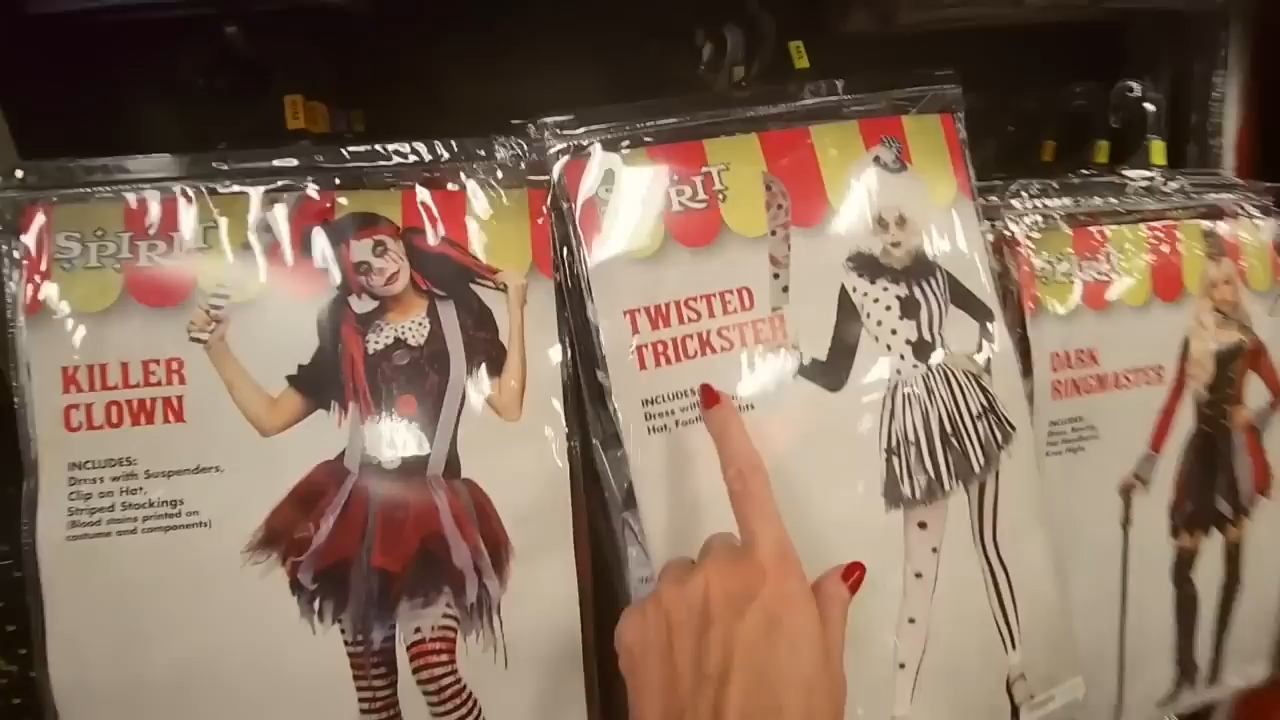 SPIRIT
KILLER
CLOWN
INCLUDES:
Dress with Suspenders,
Clip on Hat,
Striped Stockings
(Blood stains printed on
costume and components)
SPIRIT
TWISTED
TRICKSTER
INCLUDES:
Dress with
Hat,
SPIRIT
DARK
RINGMASTER
INCLUDES: